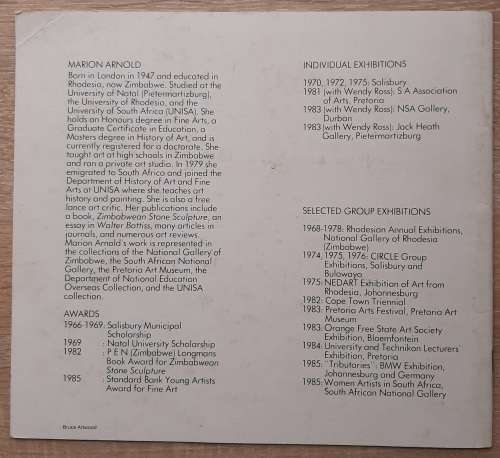 MARION ARNOLD
Born in London in 1947 and educated in
Rhodesia, now Zimbabwe. Studied at the
University of Natal (Pietermartizburg),
the University of Rhodesia, and the
University of South Africa (UNISA). She
holds an Honours degree in Fine Arts, a
Graduate Certificate in Education, a
Masters degree in History of Art, and is
currently registered for a doctorate. She
taught art at high schools in Zimbabwe
and ran a private art studio. In 1979 she
emigrated to South Africa and joined the
Department of History of Art and Fine
Arts at UNISA where she teaches art
history and painting. She is also a free
lance art critic. Her publications include
a book, Zimbabwean Stone Sculpture, an
essay in Walter Battiss, many articles in
journals, and numerous art reviews.
Marion Arnold's work is represented in
the collections of the National Gallery of
Zimbabwe, the South African National
Gallery, the Pretoria Art Museum, the
Department of National Education
Overseas Collection, and the UNISA
collection.
AWARDS
1966-1969: Salisbury Municipal
Scholarship
1969 : Natal University Scholarship
1982 : P E N (Zimbabwe) Longmans
Book Award for Zimbabwean
Stone Sculpture
1985 : Standard Bank Young Artists
Award for Fine Art
INDIVIDUAL EXHIBITIONS
1970, 1972, 1975: Salisbury.
1981 (with Wendy Ross): S A Association
of Arts, Pretoria
1983 (with Wendy Ross): NSA Gallery,
Durban
1983 (with Wendy Ross): Jack Heath
Gallery, Pietermartizburg
SELECTED GROUP EXHIBITIONS
1968-1978: Rhodesian Annual Exhibitions,
National Gallery of Rhodesia
(Zimbabwe)
1974, 1975, 1976: CIRCLE Group
Exhibitions, Salisbury and
Bulawayo
1975: NEDART Exhibition of Art from
Rhodesia, Johannesburg
1982: Cape Town Triennial
1983: Pretoria Arts Festival, Pretoria Art
Museum
1983: Orange Free State Art Society
Exhibition, Bloemfontein
1984: University and Technikon Lecturers'
Exhibition, Pretoria
1985: "Tributaries": BMW Exhibition,
Johannesburg and Germany
1985: Women Artists in South Africa,
South African National Gallery
Bruce Attwood